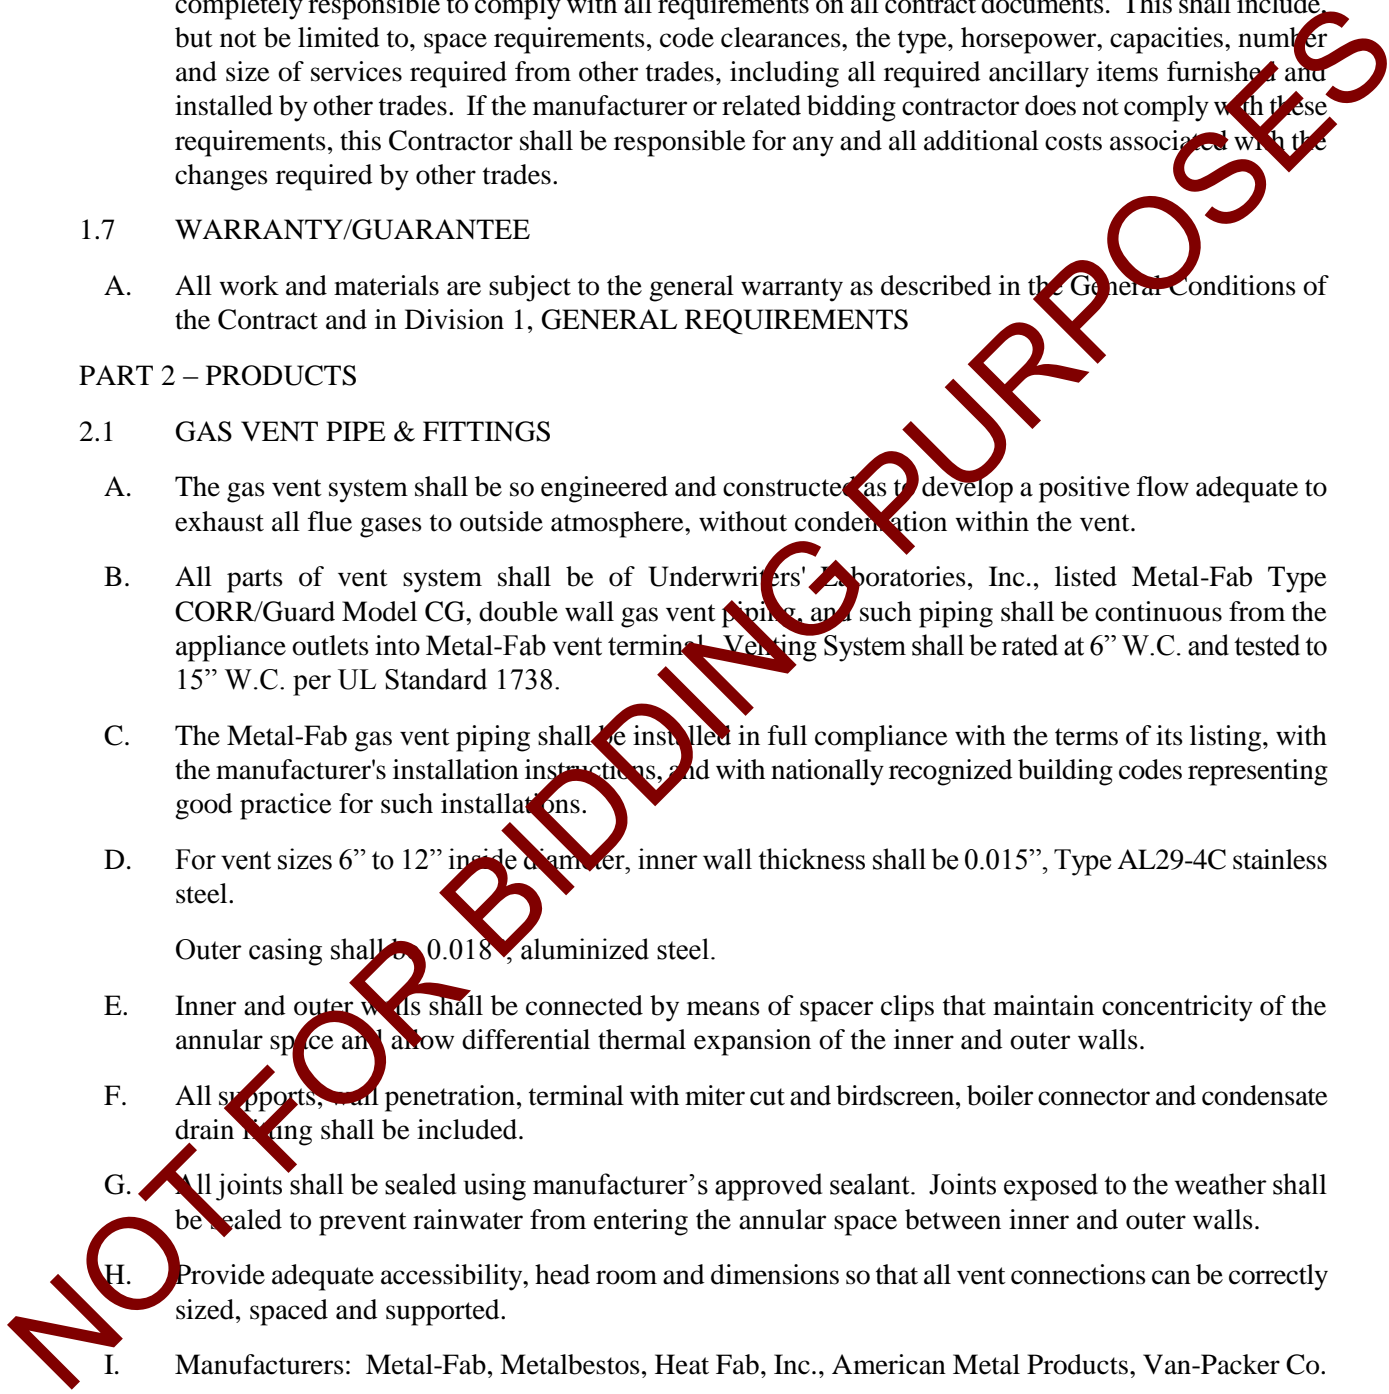 completely responsible to comply with all requirements on all contract documents. This shall include,
but not be limited to, space requirements, code clearances, the type, horsepower, capacities, number
and size of services required from other trades, including all required ancillary items furnished and
installed by other trades. If the manufacturer or related bidding contractor does not comply with these
requirements, this Contractor shall be responsible for any and all additional costs associated with the
changes required by other trades.
1.7 WARRANTY/GUARANTEE
A. All work and materials are subject to the general warranty as described in the General Conditions of
the Contract and in Division 1, GENERAL REQUIREMENTS
PART 2 – PRODUCTS
2.1 GAS VENT PIPE & FITTINGS
A. The gas vent system shall be so engineered and constructed as to develop a positive flow adequate to
exhaust all flue gases to outside atmosphere, without condensation within the vent.
B. All parts of vent system shall be of Underwriters' Laboratories, Inc., listed Metal-Fab Type
CORR/Guard Model CG, double wall gas vent piping, and such piping shall be continuous from the
appliance outlets into Metal-Fab vent terminal. Venting System shall be rated at 6” W.C. and tested to
15” W.C. per UL Standard 1738.
C. The Metal-Fab gas vent piping shall be installed in full compliance with the terms of its listing, with
the manufacturer's installation instructions, and with nationally recognized building codes representing
good practice for such installations.
D. For vent sizes 6” to 12” inside diameter, inner wall thickness shall be 0.015”, Type AL29-4C stainless
steel.
Outer casing shall be 0.018”, aluminized steel.
E. Inner and outer walls shall be connected by means of spacer clips that maintain concentricity of the
annular space and allow differential thermal expansion of the inner and outer walls.
F. All supports, wall penetration, terminal with miter cut and birdscreen, boiler connector and condensate
drain fitting shall be included.
G. All joints shall be sealed using manufacturer’s approved sealant. Joints exposed to the weather shall
be sealed to prevent rainwater from entering the annular space between inner and outer walls.
H. Provide adequate accessibility, head room and dimensions so that all vent connections can be correctly
sized, spaced and supported.
I. Manufacturers: Metal-Fab, Metalbestos, Heat Fab, Inc., American Metal Products, Van-Packer Co.
NOT FOR BIDDING PURPOSES